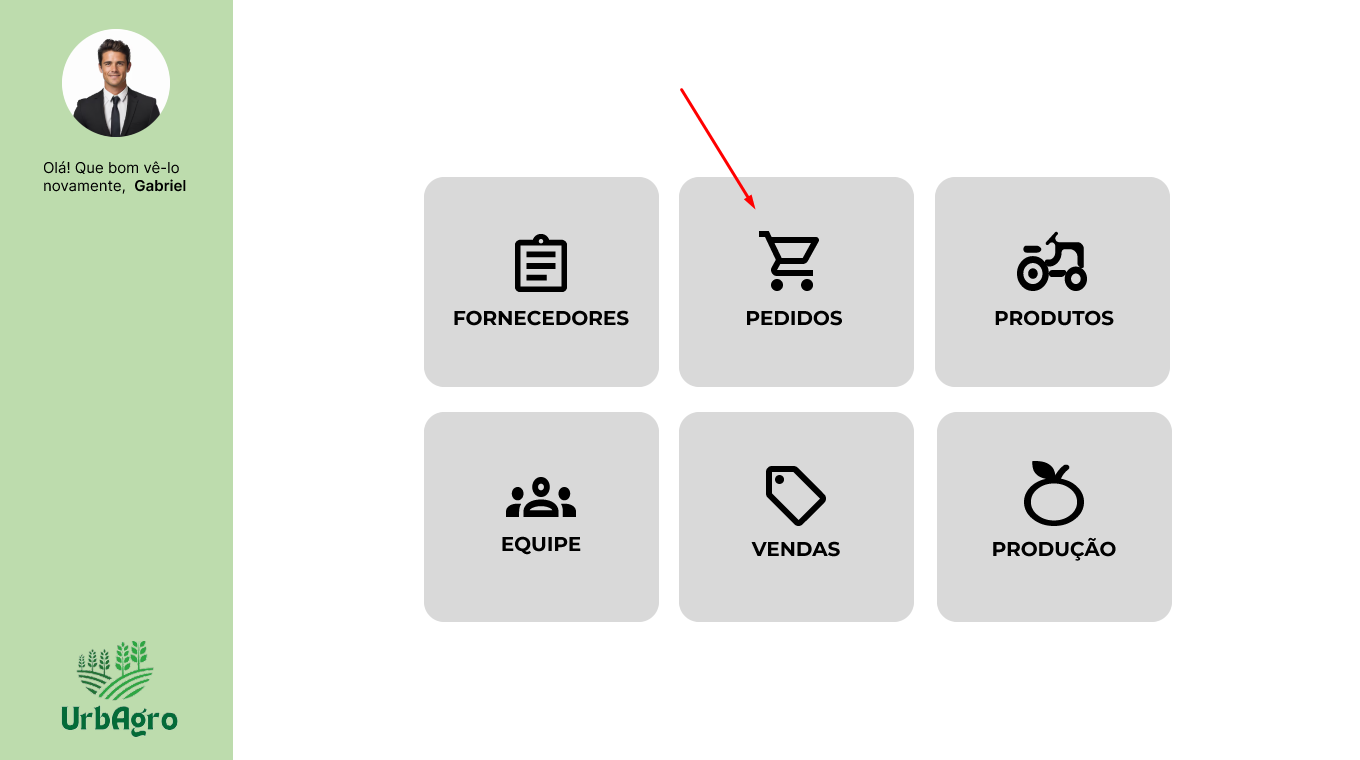 Olá! Que bom vê-lo
novamente, Gabriel
FORNECEDORES
PEDIDOS
PRODUTOS
EQUIPE
VENDAS
PRODUÇÃO
UrbAgro